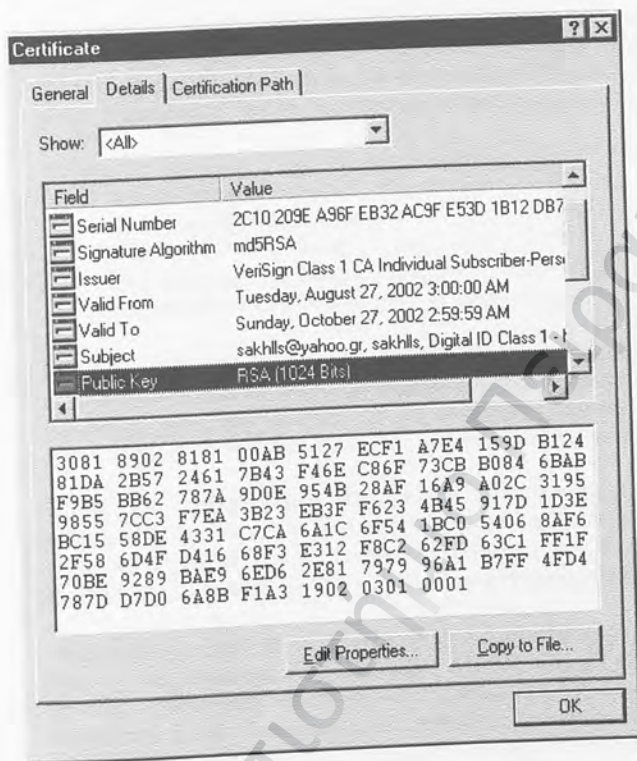 Certificate
General Details Certification Path
Show: <All>
Field Value
Serial Number 2C10 209E A96F EB32 AC9F E53D 1B12 DB7
Signature Algorithm md5RSA
Issuer VeriSign Class 1 CA Individual Subscriber-Pers
Valid From Tuesday, August 27, 2002 3:00:00 AM
Valid To Sunday, October 27, 2002 2:59:59 AM
Subject sakhlls@yahoo.gr, sakhlls, Digital ID Class 1 -
Public Key RSA (1024 Bits)
3081 8902 8181 00AB 5127 ECF1 A7E4 159D B124
81DA 2B57 2461 7B43 F46E C86F 73CB B084 6BAB
F9B5 BB62 787A 9D0E 954B 28AF 16A9 A02C 3195
9855 7CC3 F7EA 3B23 EB3F F623 4B45 917D 1D3E
BC15 58DE 4331 C7CA 6A1C 6F54 1BC0 5406 8AF6
2F58 6D4F D416 68F3 E312 F8C2 62FD 63C1 FF1F
70BE 9289 BAE9 6ED6 2E81 7979 96A1 B7FF 4FD4
787D D7D0 6A8B F1A3 1902 0301 0001
Edit Properties... Copy to File...
OK